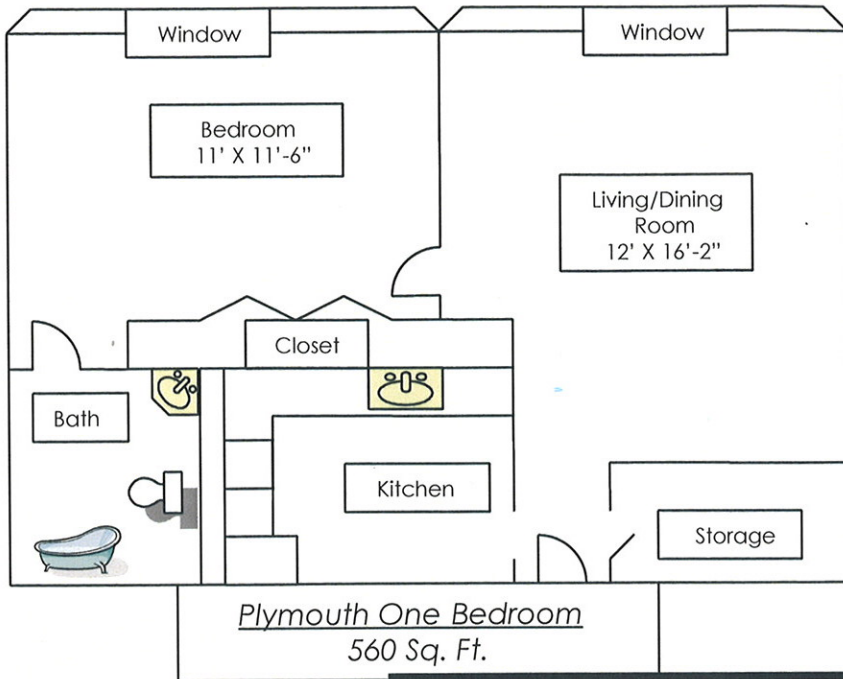 Window
Window
Bedroom
11' X 11'-6"
Living/Dining
Room
12' X 16'-2"
Closet
Bath
Kitchen
Storage
Plymouth One Bedroom
560 Sq. Ft.